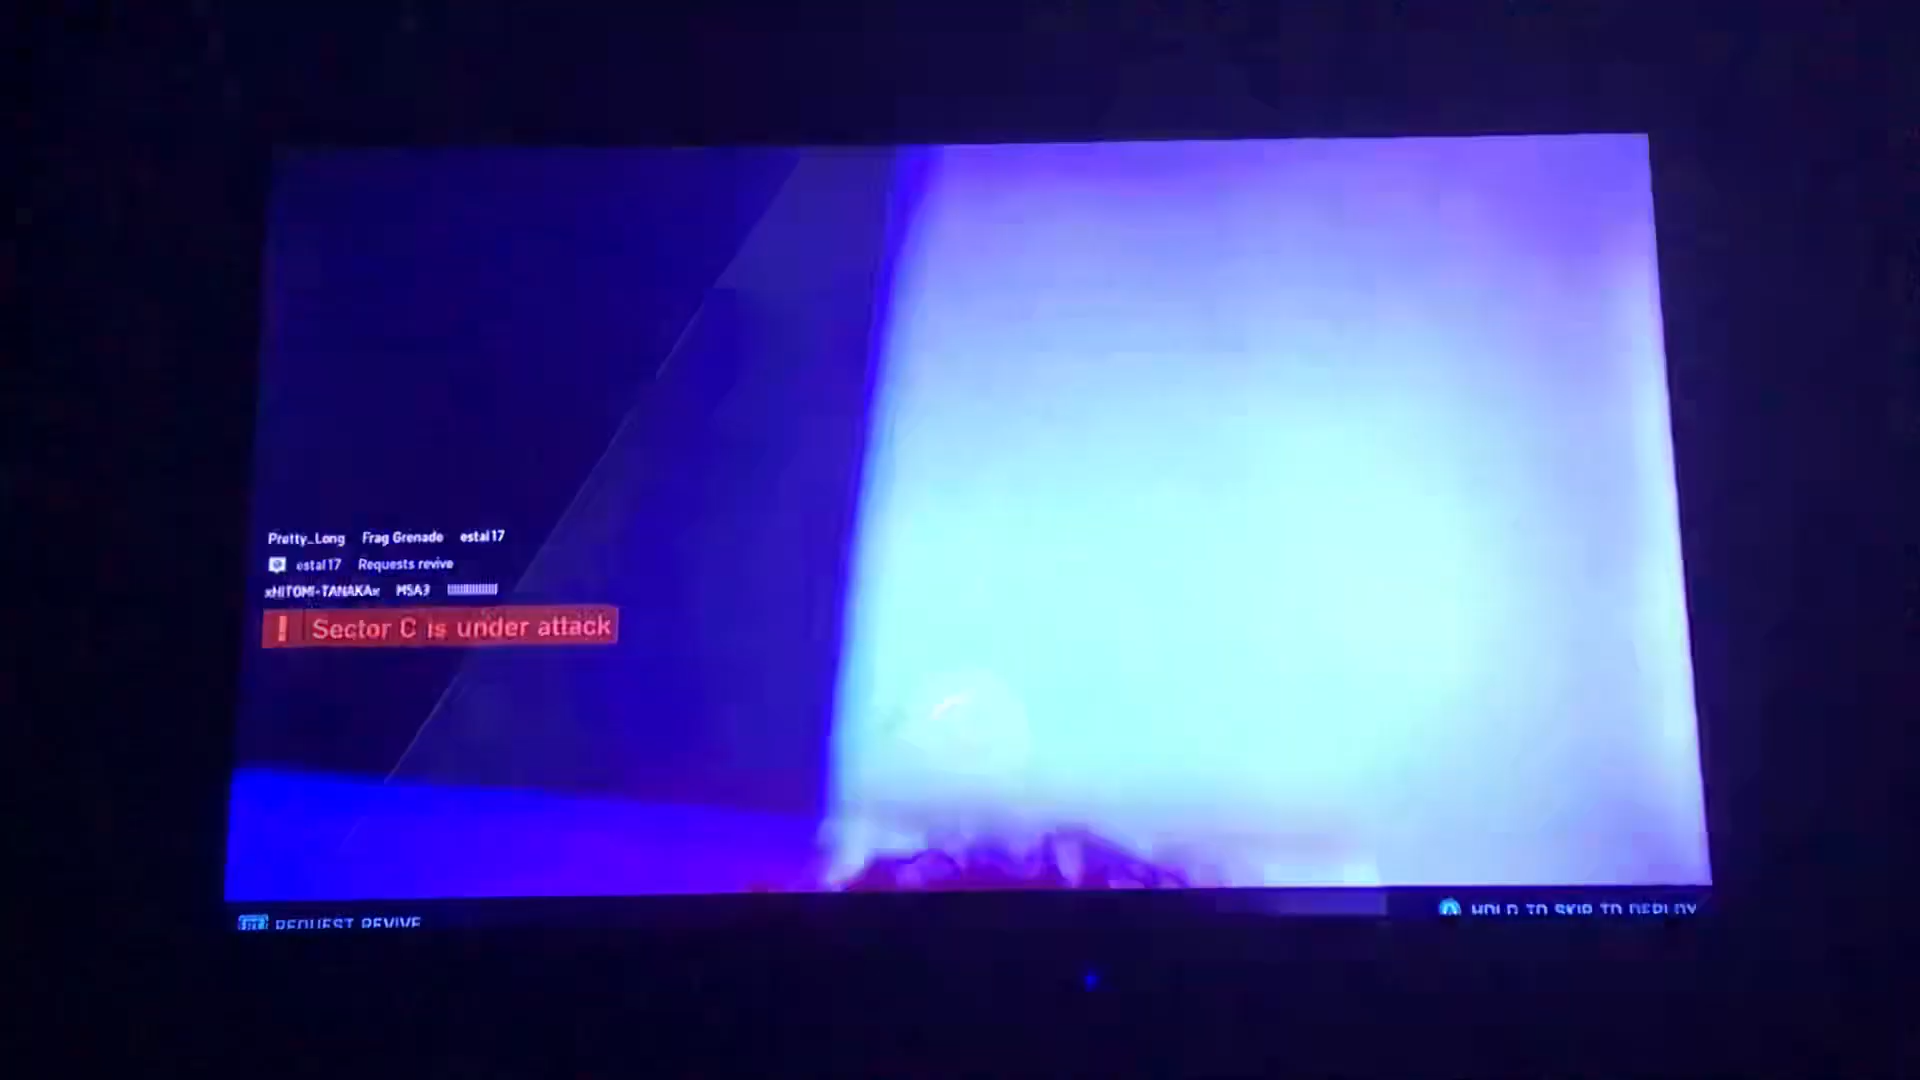 Pretty_Long Frag Grenade estal17
estal17 Requests revive
xHITOMI-TANAKAx M5A3
! Sector C is under attack
REQUEST REVIVE
HOLD TO SKIP TO DEPLOY